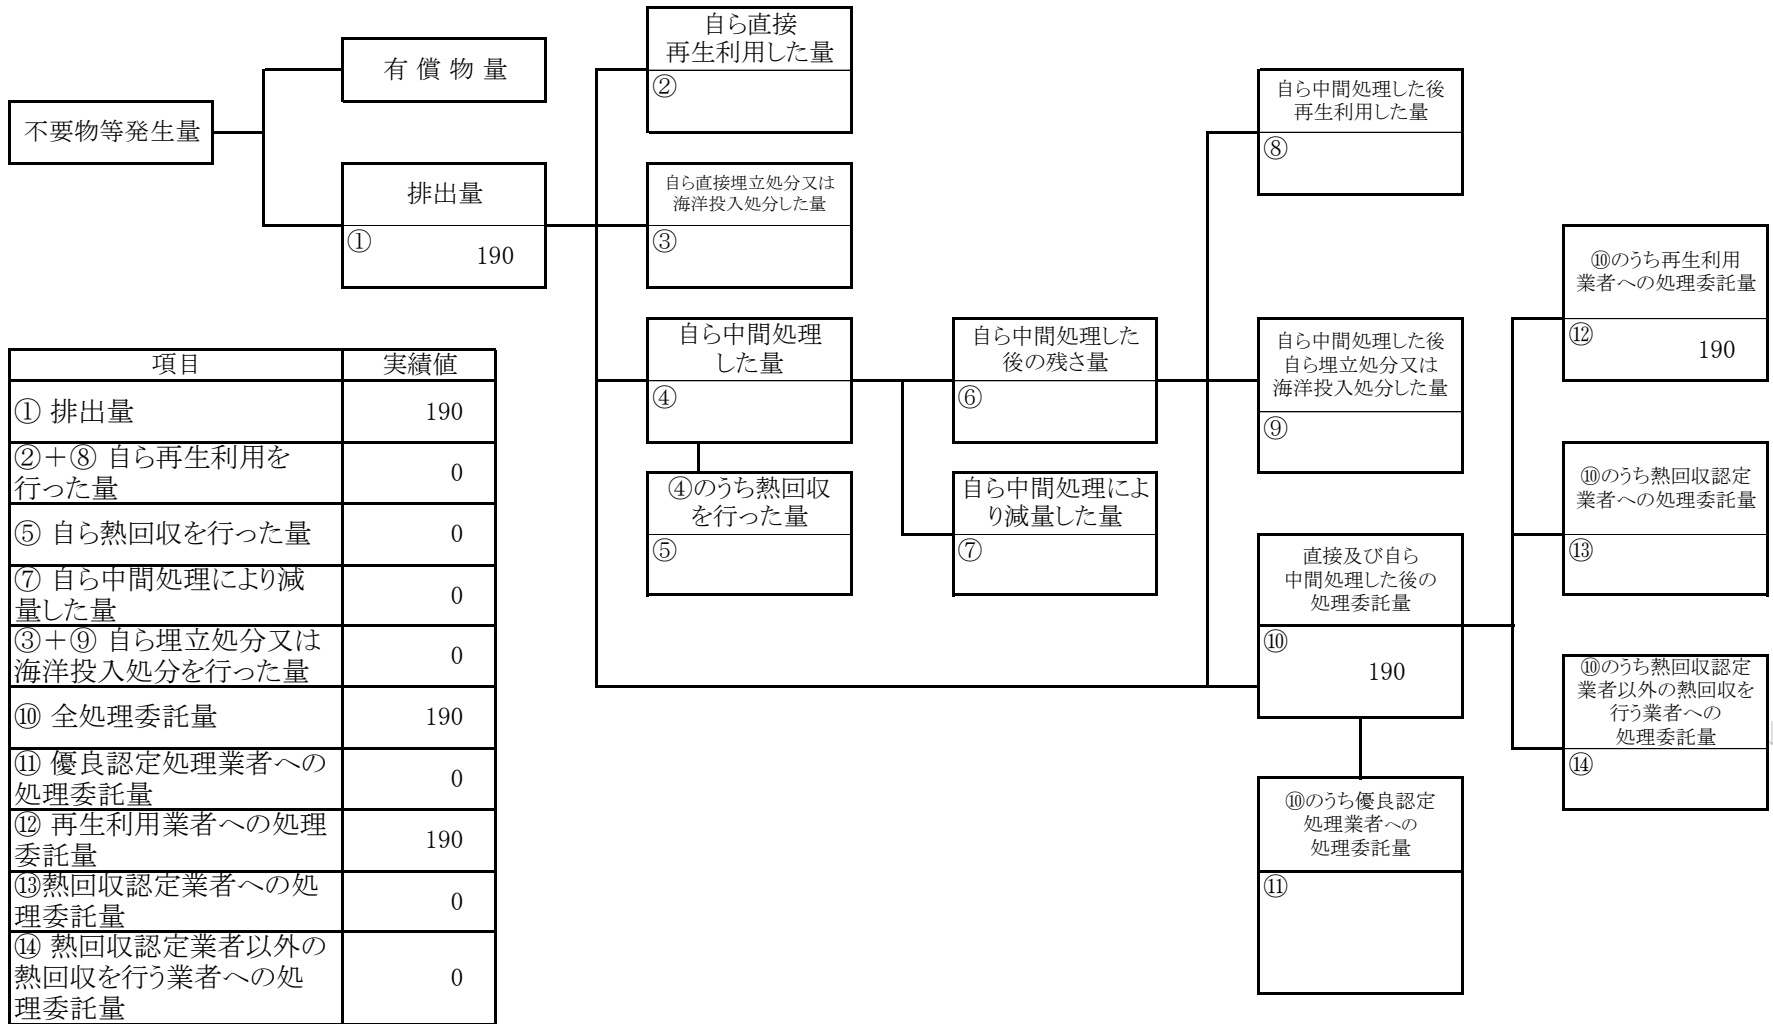 不要物等発生量
有 償 物 量
排出量
①
190
自ら直接
再生利用した量
②
自ら直接埋立処分又は
海洋投入処分した量
③
自ら中間処理
した量
④
④のうち熱回収
を行った量
⑤
自ら中間処理した
後の残さ量
⑥
自ら中間処理によ
り減量した量
⑦
自ら中間処理した後
再生利用した量
⑧
自ら中間処理した後
自ら埋立処分又は
海洋投入処分した量
⑨
直接及び自ら
中間処理した後の
処理委託量
⑩
190
⑩のうち優良認定
処理業者への
処理委託量
⑪
⑩のうち再生利用
業者への処理委託量
⑫
190
⑩のうち熱回収認定
業者への処理委託量
⑬
⑩のうち熱回収認定
業者以外の熱回収を
行う業者への
処理委託量
⑭
項目 実績値
① 排出量 190
②+⑧ 自ら再生利用を
行った量 0
⑤ 自ら熱回収を行った量 0
⑦ 自ら中間処理により減
量した量 0
③+⑨ 自ら埋立処分又は
海洋投入処分を行った量 0
⑩ 全処理委託量 190
⑪ 優良認定処理業者への
処理委託量 0
⑫ 再生利用業者への処理
委託量 190
⑬熱回収認定業者への処
理委託量 0
⑭ 熱回収認定業者以外の
熱回収を行う業者への処
理委託量 0